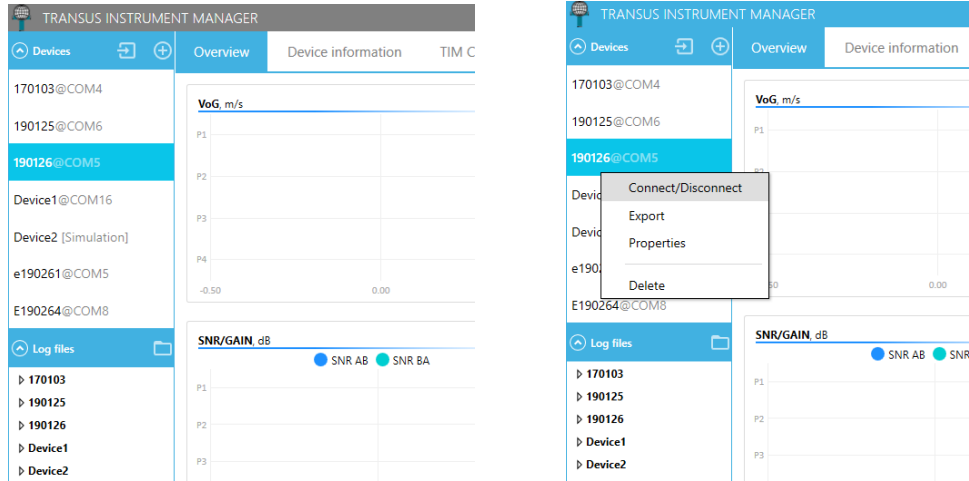 TRANSUS INSTRUMENT MANAGER
Devices
Overview Device information TIM C
170103@COM4
190125@COM6
190126@COM5
Device1@COM16
Device2 [Simulation]
e190261@COM5
E190264@COM8
Log files
170103
190125
190126
Device1
Device2
VoG, m/s
P1
P2
P3
P4
-0.50 0.00
SNR/GAIN, dB
SNR AB SNR BA
P1
P2
P3
TRANSUS INSTRUMENT MANAGER
Devices
Overview Device information
170103@COM4
190125@COM6
190126@COM5
Devic
Devic
e190
E190264@COM8
Connect/Disconnect
Export
Properties
Delete
Log files
170103
190125
190126
Device1
Device2
VoG, m/s
P1
0.00
SNR/GAIN, dB
SNR AB SNR
P1
P2
P3